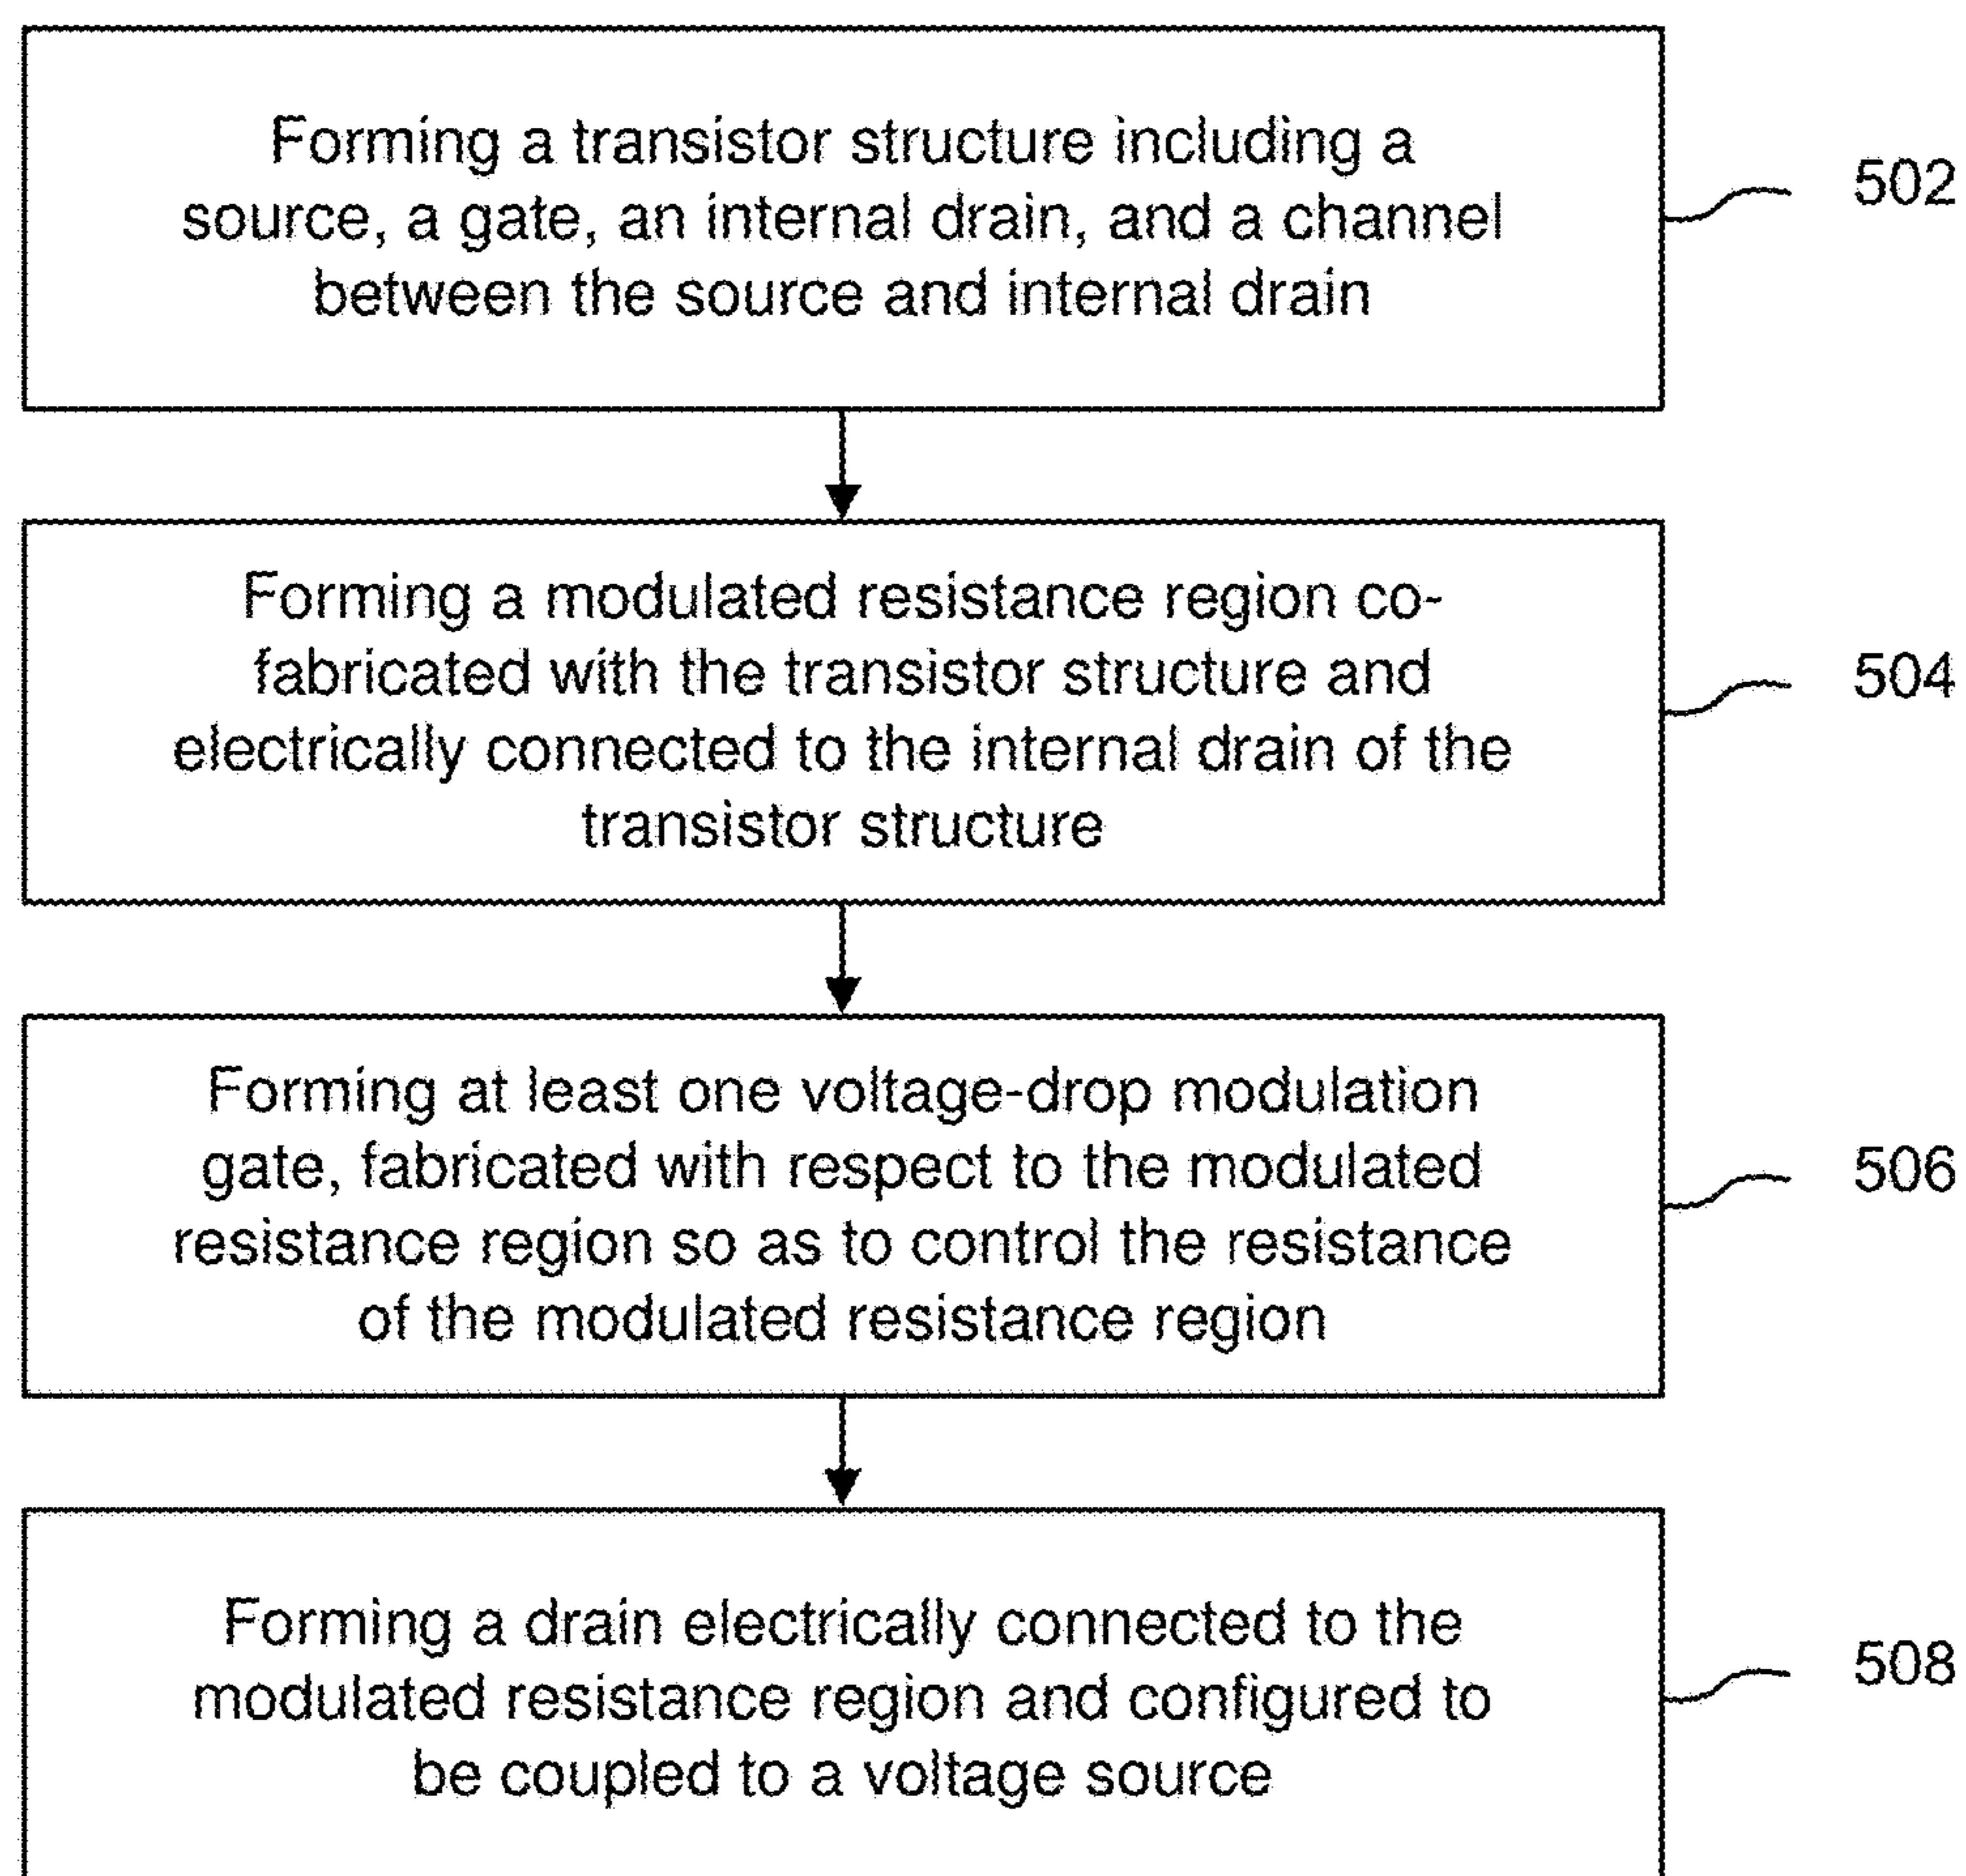 Forming a transistor structure including a
source, a gate, an internal drain, and a channel
between the source and internal drain
502
Forming a modulated resistance region co-
fabricated with the transistor structure and
electrically connected to the internal drain of the
transistor structure
504
Forming at least one voltage-drop modulation
gate, fabricated with respect to the modulated
resistance region so as to control the resistance
of the modulated resistance region
506
Forming a drain electrically connected to the
modulated resistance region and configured to
be coupled to a voltage source
508